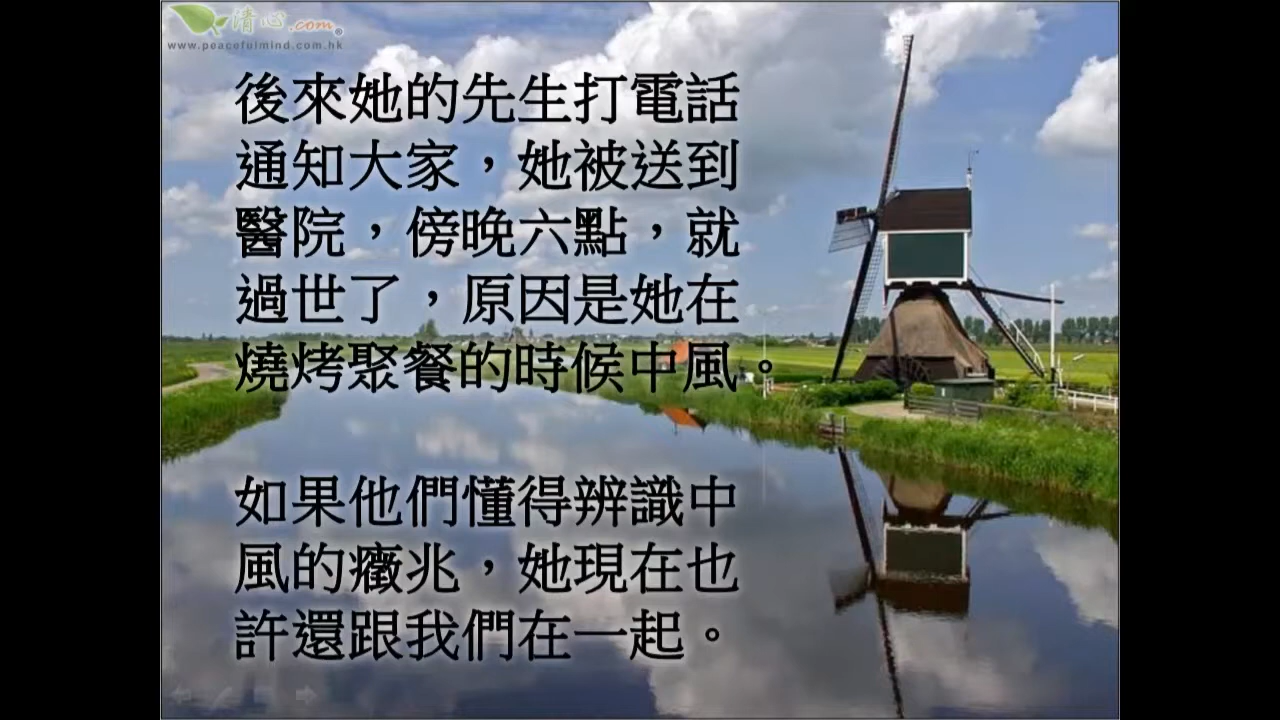 清心.com®
www.peacefulmind.com.hk
後來她的先生打電話
通知大家，她被送到
醫院，傍晚六點，就
過世了，原因是她在
燒烤聚餐的時候中風。
如果他們懂得辨識中
風的癥兆，她現在也
許還跟我們在一起。